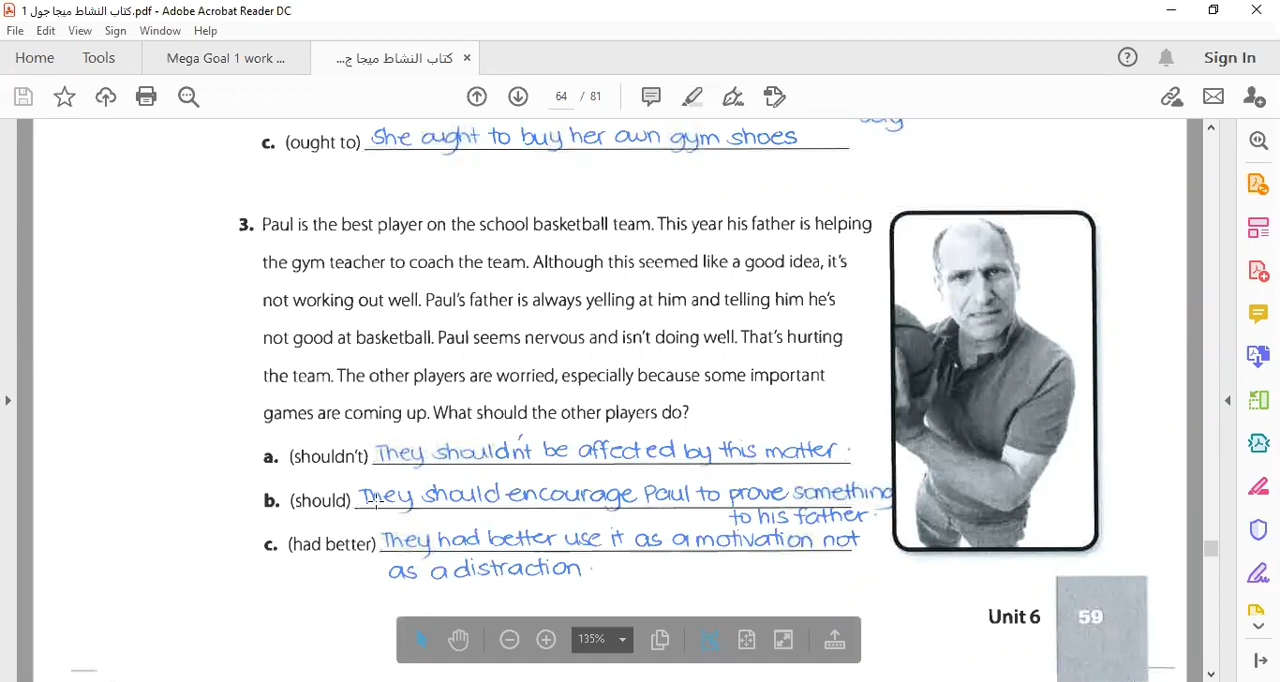 كتاب النشاط ميجا جول 1.pdf - Adobe Acrobat Reader DC
File Edit View Sign Window Help
Home Tools Mega Goal 1 work ... كتاب النشاط ميجا ج... ×
Sign In
64 / 81
c. (ought to) She ought to buy her own gym shoes
3. Paul is the best player on the school basketball team. This year his father is helping
the gym teacher to coach the team. Although this seemed like a good idea, it's
not working out well. Paul's father is always yelling at him and telling him he's
not good at basketball. Paul seems nervous and isn't doing well. That's hurting
the team. The other players are worried, especially because some important
games are coming up. What should the other players do?
a. (shouldn't) They shouldn't be affected by this matter.
b. (should) They should encourage Paul to prove something
to his father.
c. (had better) They had better use it as a motivation not
as a distraction.
Unit 6 59
135%